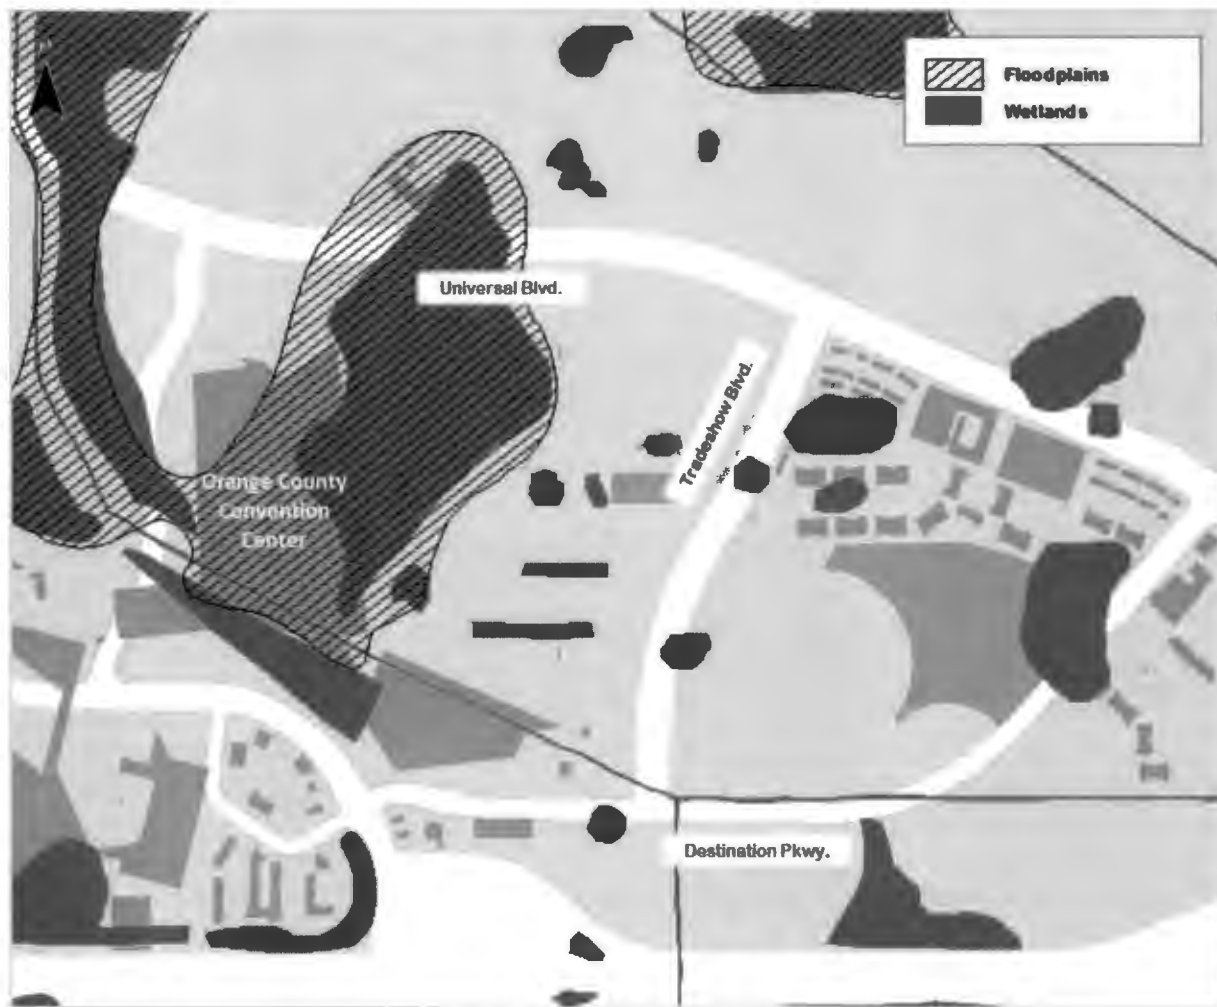 Floodplains
Wetlands
Universal Blvd.
Tradeshow Blvd.
Orange County
Convention
Center
Destination Pkwy.